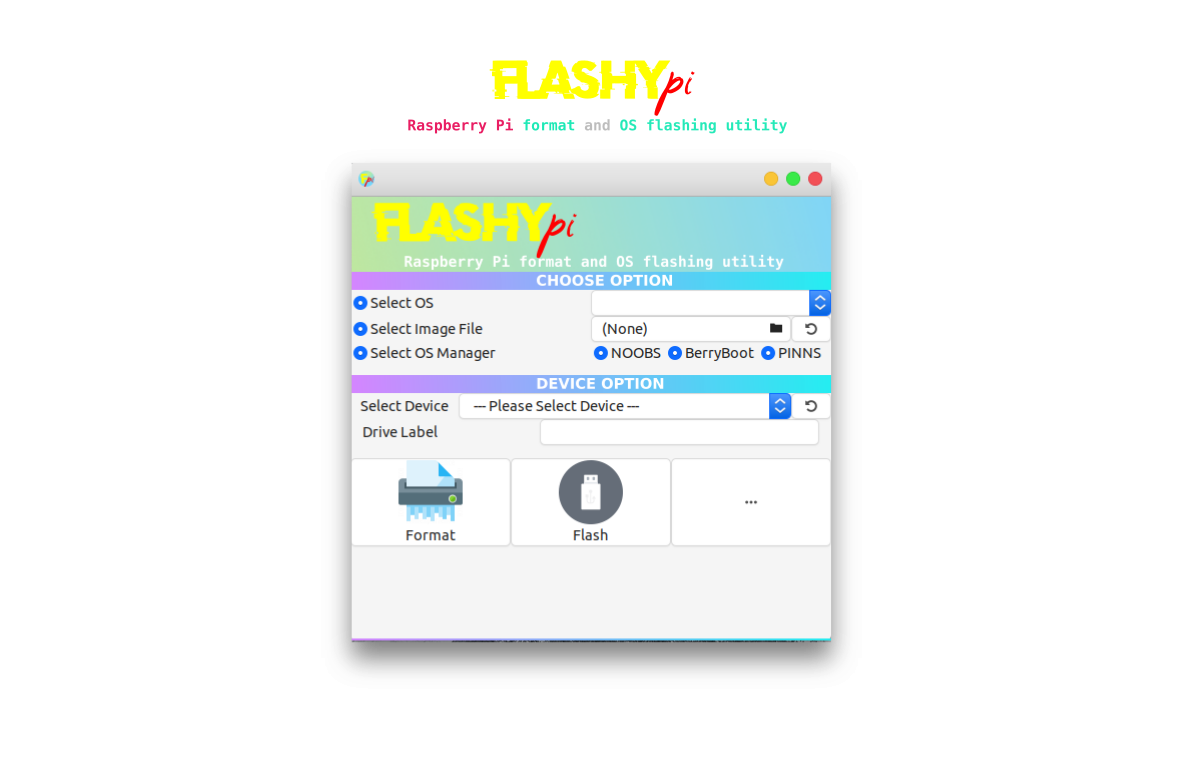 FLASHYpi
Raspberry Pi format and OS flashing utility
FLASHYpi
Raspberry Pi format and OS flashing utility
CHOOSE OPTION
Select OS
Select Image File (None)
Select OS Manager NOOBS BerryBoot PINNS
DEVICE OPTION
Select Device --- Please Select Device ---
Drive Label
Format Flash ...